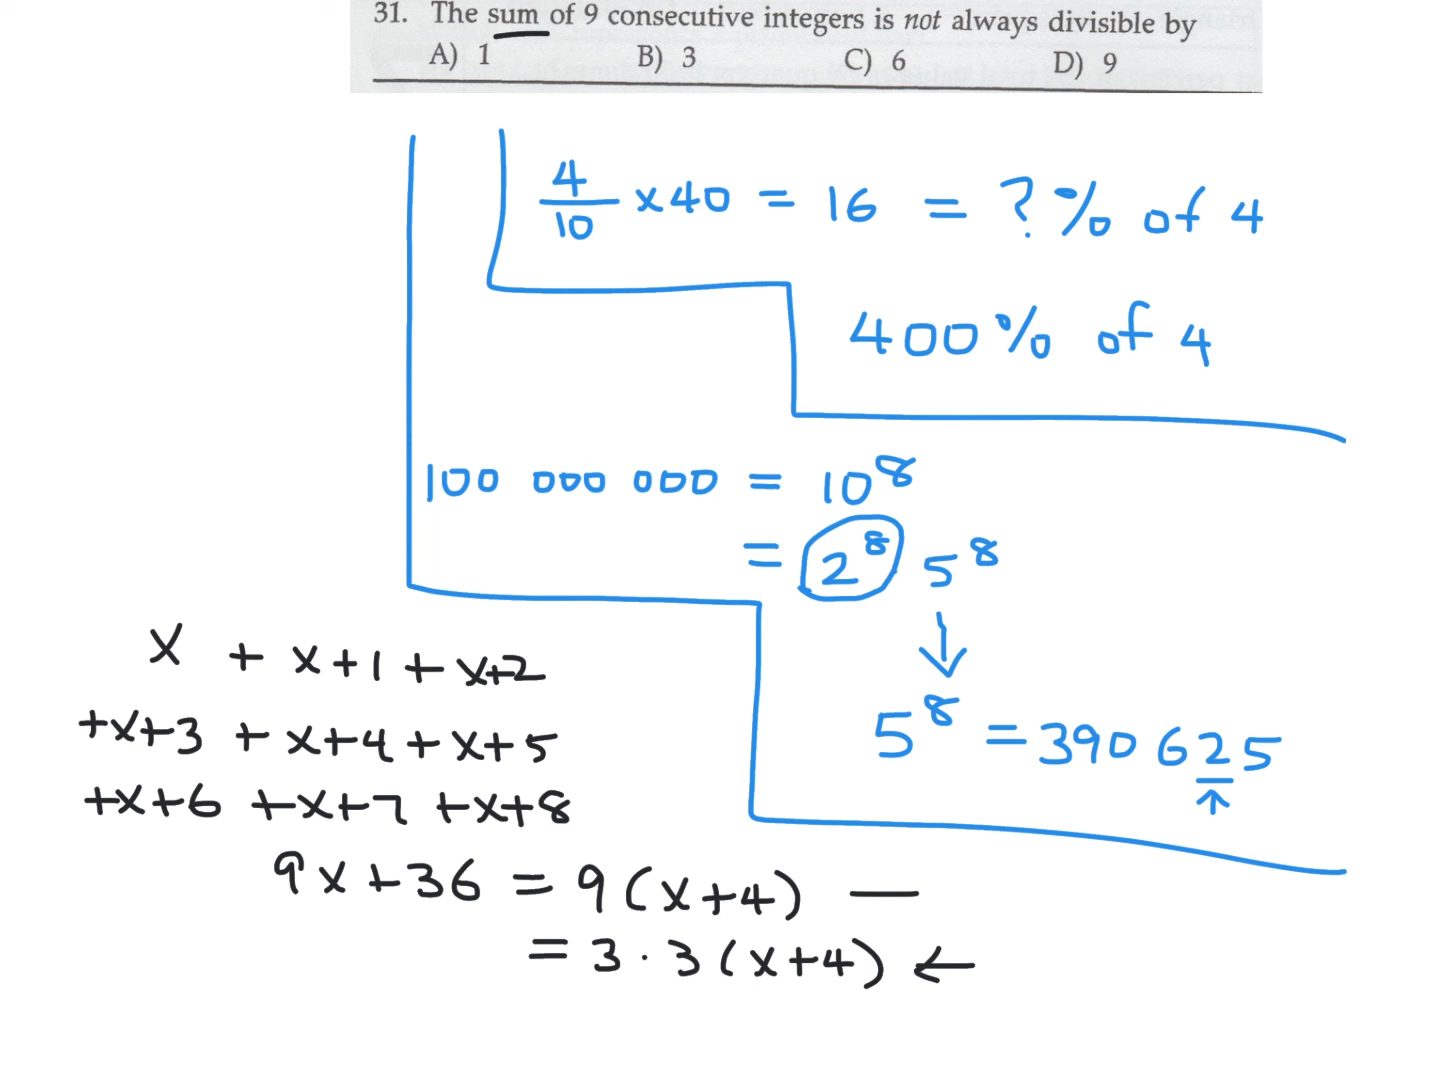 31. The sum of 9 consecutive integers is not always divisible by
A) 1 B) 3 C) 6 D) 9
4/10 x 40 = 16 = ?% of 4
400% of 4
100 000 000 = 10^8
= 2^8 5^8
↓
5^8 = 390 625
↑
x + x+1 + x+2
+x+3 + x+4 + x+5
+x+6 +x+7 +x+8
9x+36 = 9(x+4) —
= 3·3(x+4) ←